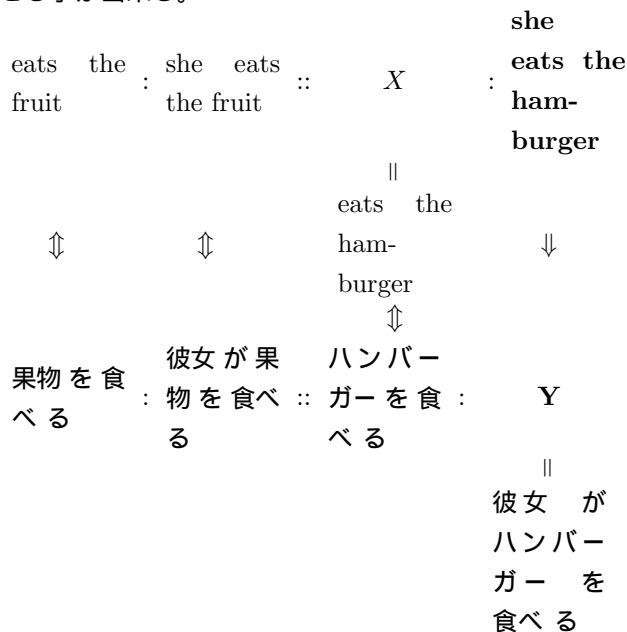 she
eats the : she eats :: X : eats the
fruit the fruit ham-
burger
||
eats the
⇕ ⇕ ham- ⇓
burger
⇕
果物 を 食 : 彼女 が 果 :: ハンバー : Y
べ る 物 を 食べ ガー を 食
る べ る
||
彼女 が
ハンバー
ガー を
食べ る